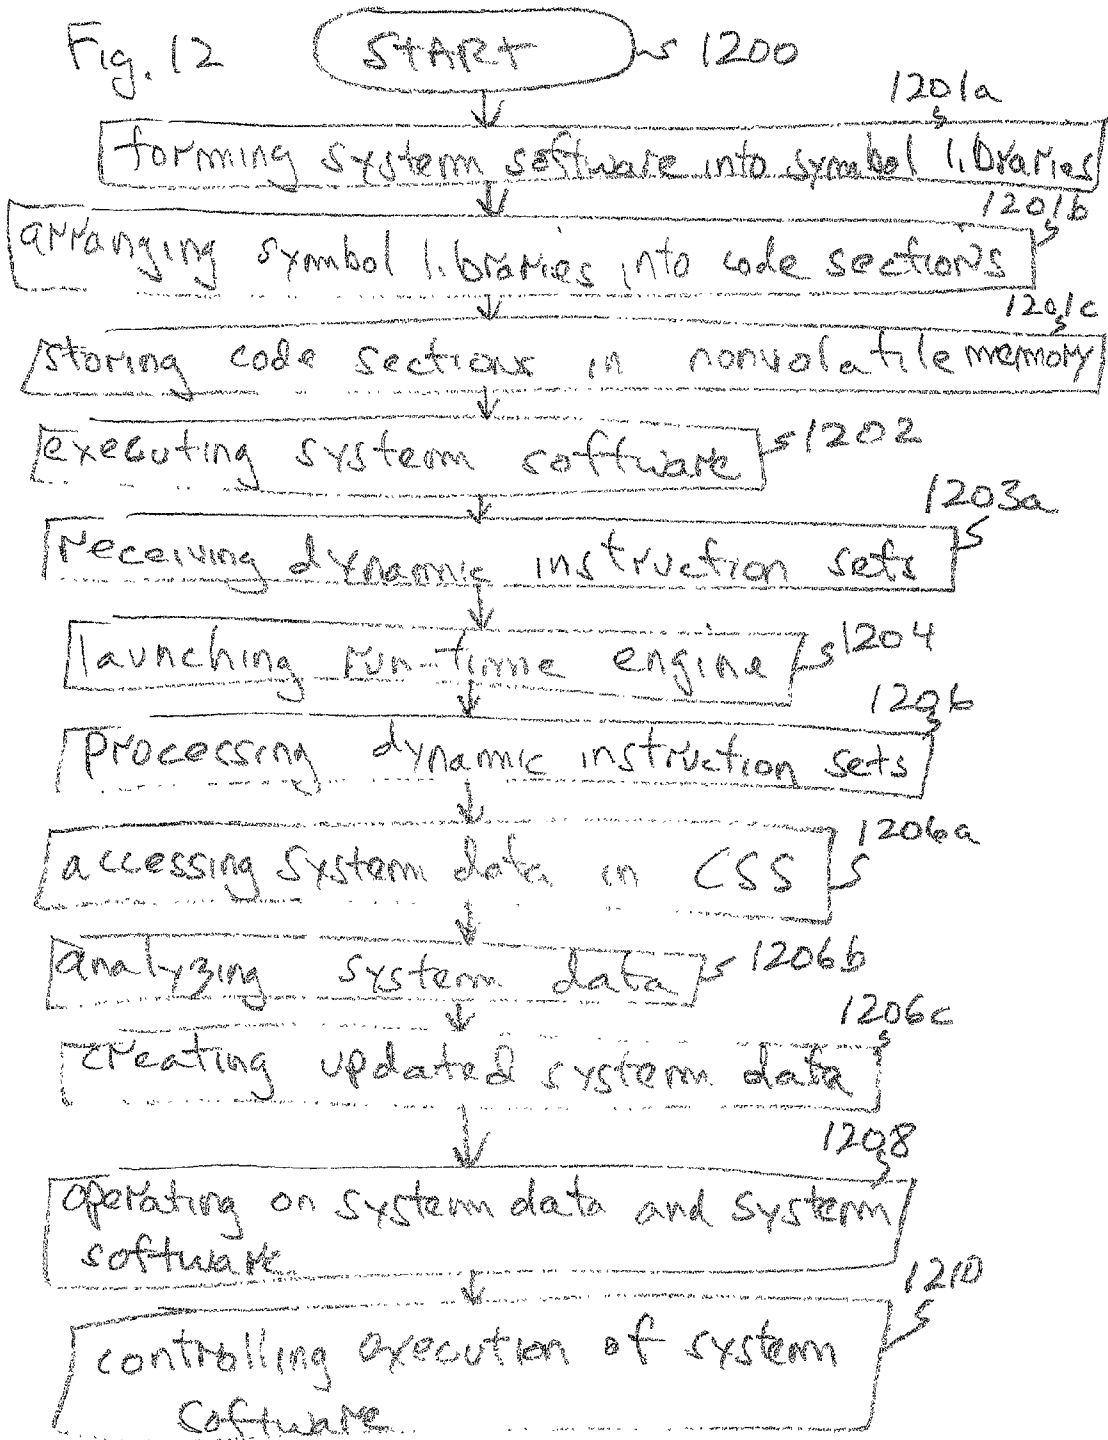 Fig. 12 START 1200
1201a
forming system software into symbol libraries
1201b
arranging symbol libraries into code sections
1201c
storing code sections in nonvolatile memory
executing system software 1202
1203a
receiving dynamic instruction sets
launching run-time engine 1204
1206
processing dynamic instruction sets
1206a
accessing system data in CSS
analyzing system data 1206b
1206c
creating updated system data
1208
operating on system data and system
software
1210
controlling execution of system
software